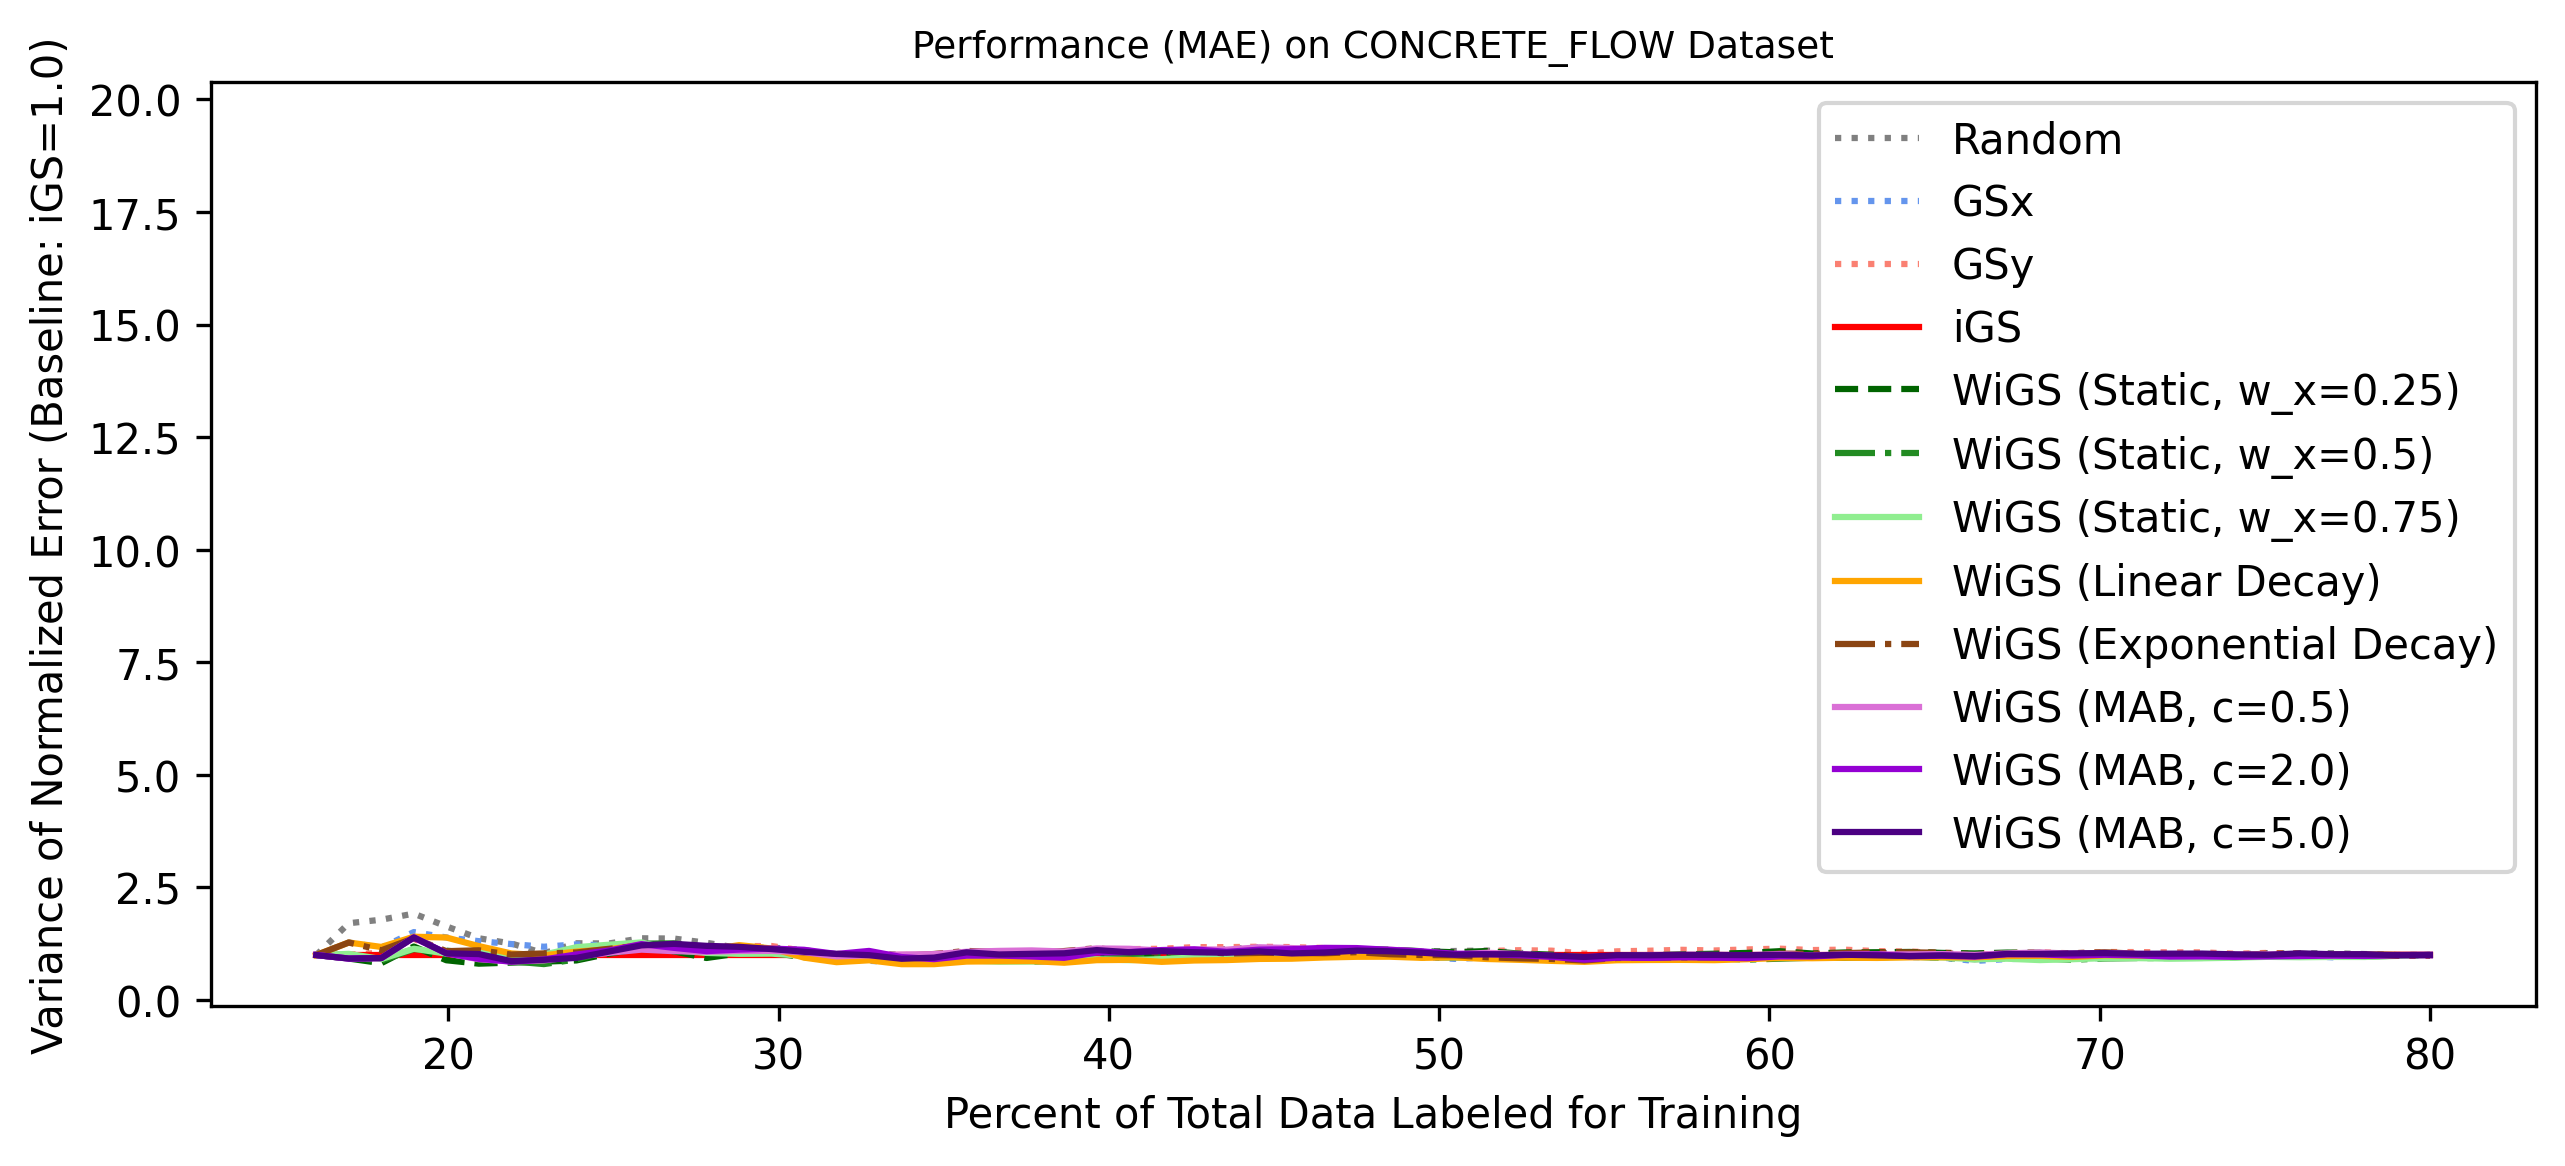 Performance (MAE) on CONCRETE_FLOW Dataset
Variance of Normalized Error (Baseline: iGS=1.0)
20.0
17.5
15.0
12.5
10.0
7.5
5.0
2.5
0.0
Random
GSx
GSy
iGS
WiGS (Static, w_x=0.25)
WiGS (Static, w_x=0.5)
WiGS (Static, w_x=0.75)
WiGS (Linear Decay)
WiGS (Exponential Decay)
WiGS (MAB, c=0.5)
WiGS (MAB, c=2.0)
WiGS (MAB, c=5.0)
20 30 40 50 60 70 80
Percent of Total Data Labeled for Training